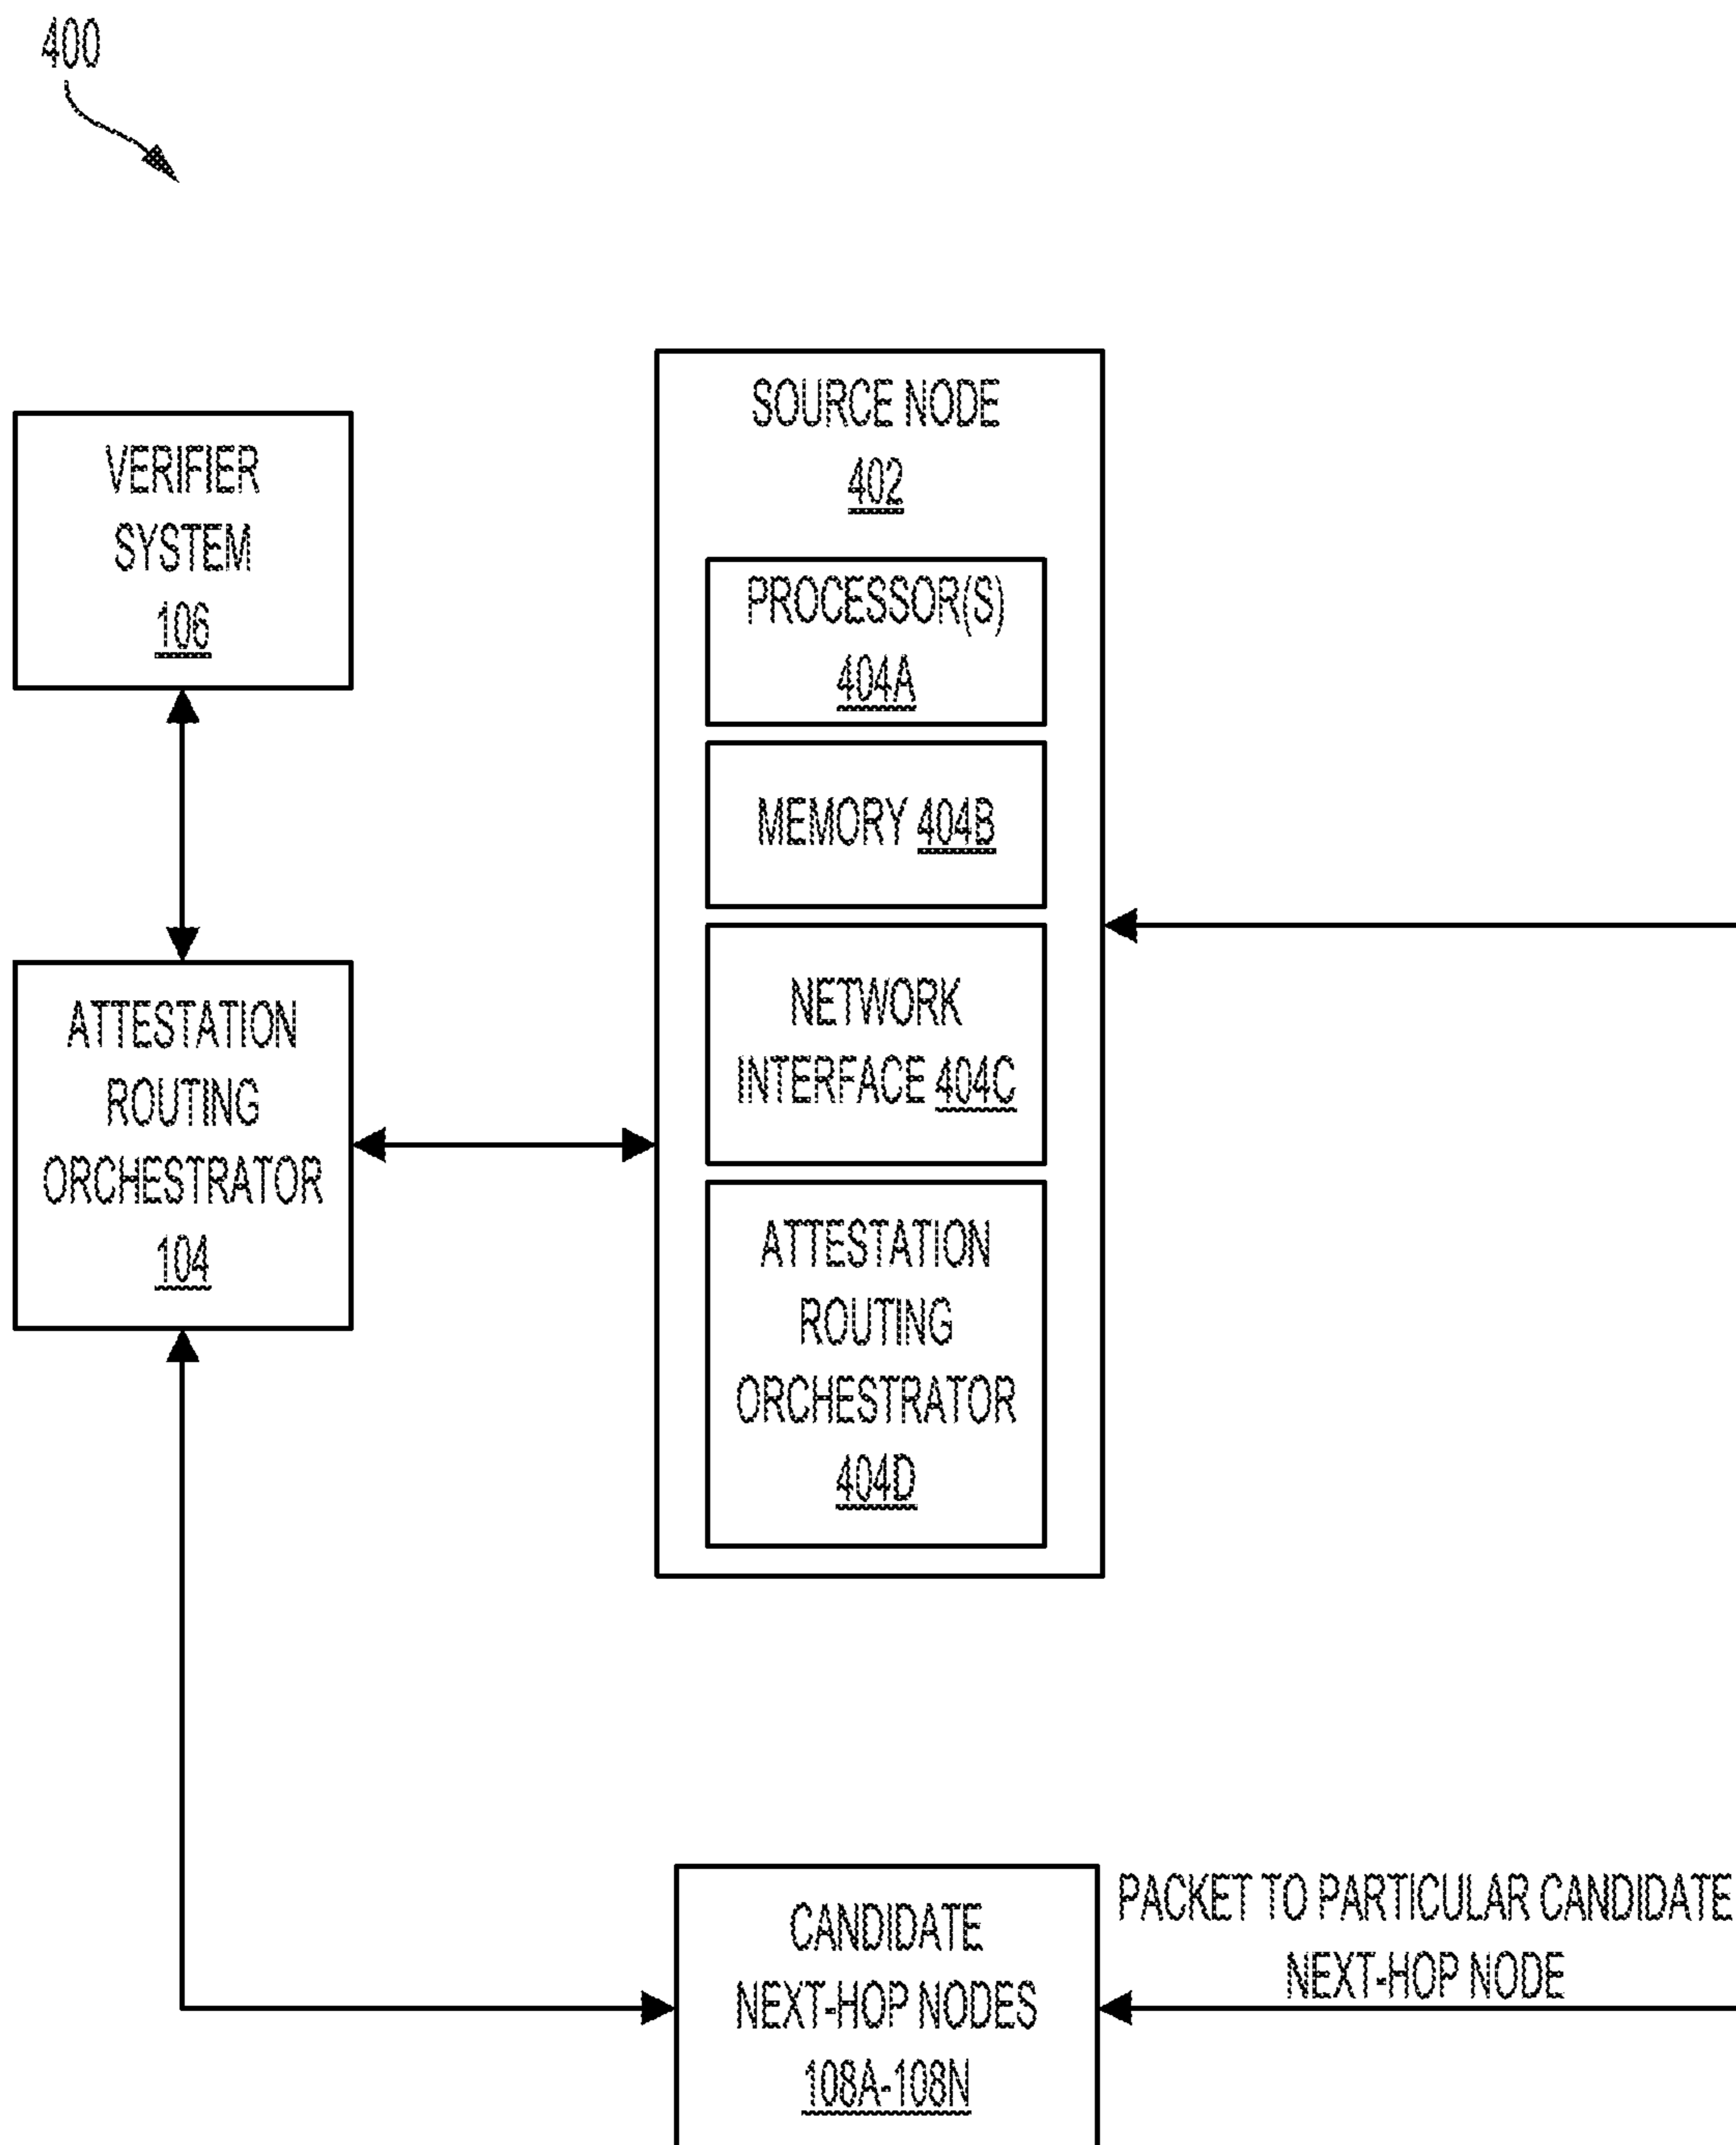 400
VERIFIER
SYSTEM
106
ATTESTATION
ROUTING
ORCHESTRATOR
104
SOURCE NODE
402
PROCESSOR(S)
404A
MEMORY 404B
NETWORK
INTERFACE 404C
ATTESTATION
ROUTING
ORCHESTRATOR
404D
CANDIDATE
NEXT-HOP NODES
108A-108N
PACKET TO PARTICULAR CANDIDATE
NEXT-HOP NODE